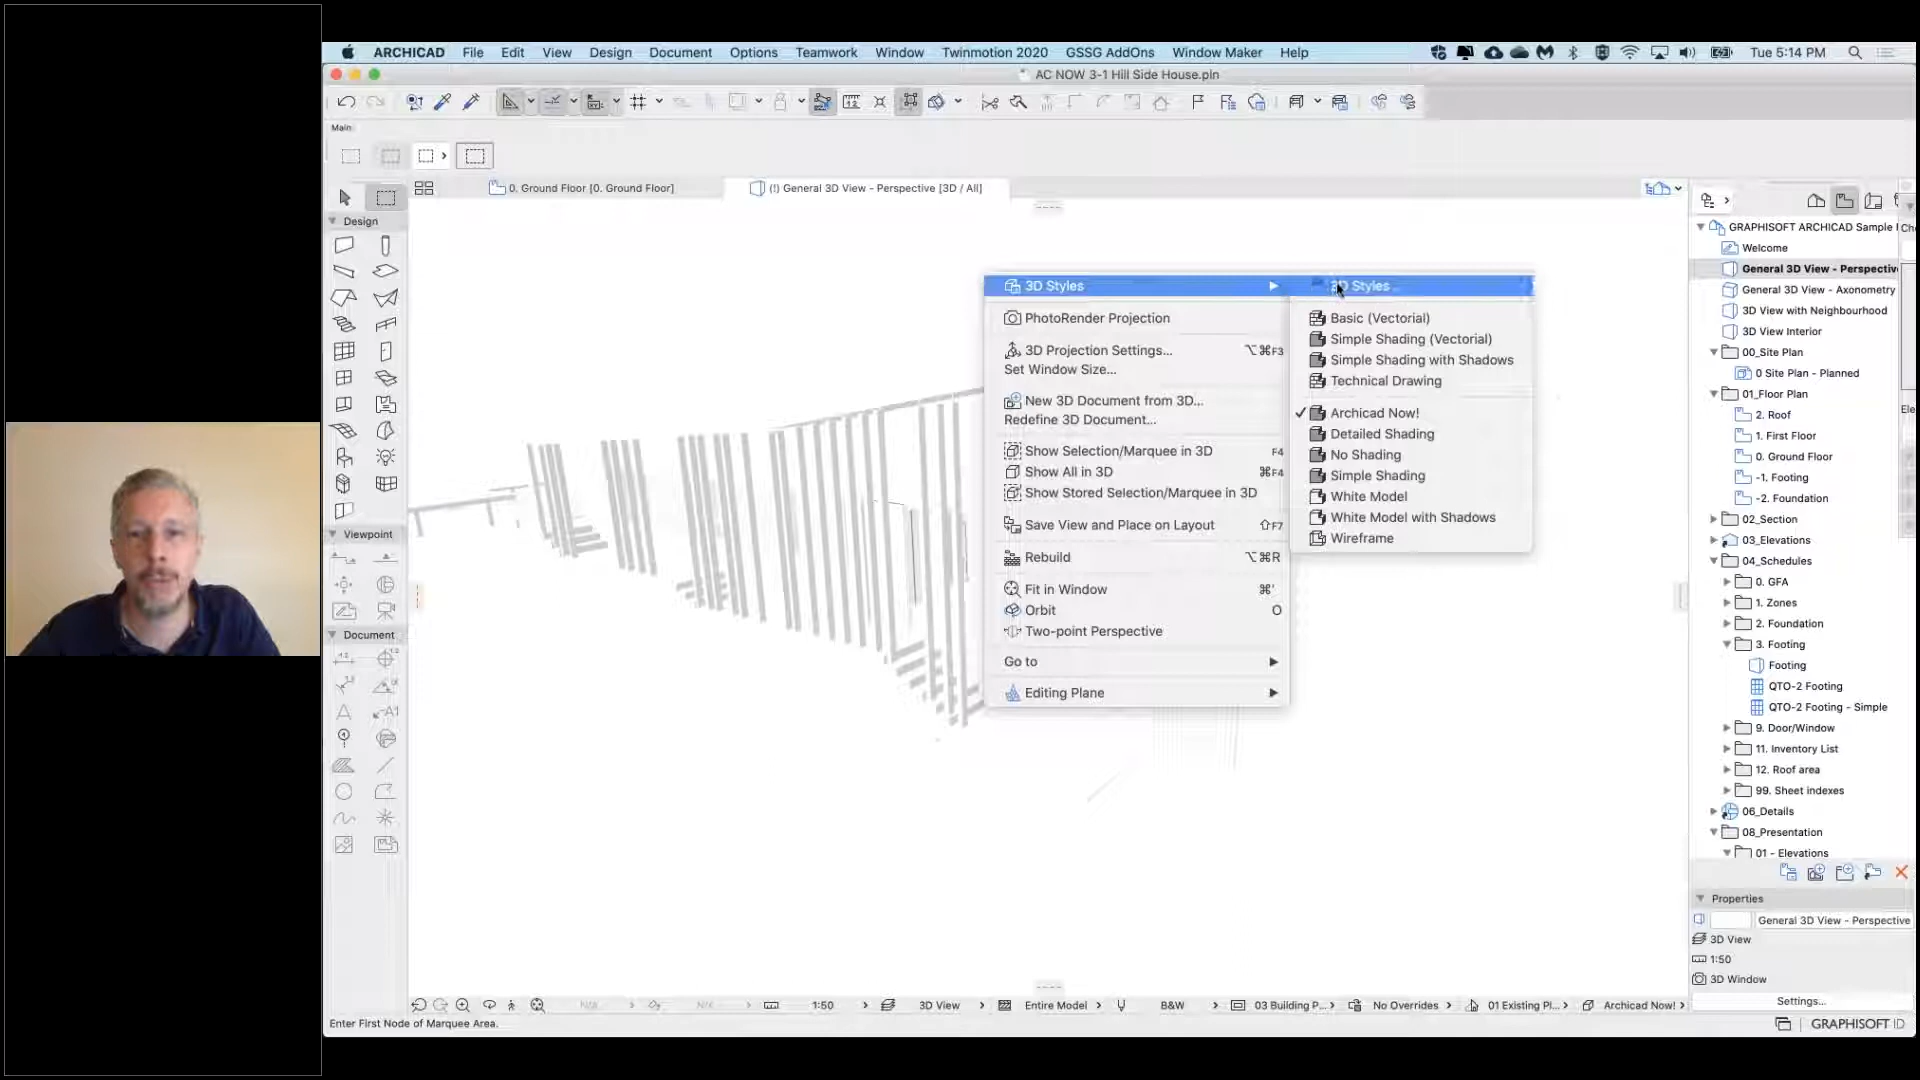 ARCHICAD File Edit View Design Document Options Teamwork Window Twinmotion 2020 GSSG AddOns Window Maker Help Tue 5:14 PM
AC NOW 3-1 Hill Side House.pln
Main
0. Ground Floor [0. Ground Floor]
(!) General 3D View - Perspective [3D / All]
Design
Viewpoint
Document
3D Styles
PhotoRender Projection
3D Projection Settings... ⌥⌘F3
Set Window Size...
New 3D Document from 3D...
Redefine 3D Document...
Show Selection/Marquee in 3D F4
Show All in 3D ⌘F4
Show Stored Selection/Marquee in 3D
Save View and Place on Layout ⇧F7
Rebuild ⌥⌘R
Fit in Window ⌘'
Orbit O
Two-point Perspective
Go to
Editing Plane
3D Styles
Basic (Vectorial)
Simple Shading (Vectorial)
Simple Shading with Shadows
Technical Drawing
Archicad Now!
Detailed Shading
No Shading
Simple Shading
White Model
White Model with Shadows
Wireframe
GRAPHISOFT ARCHICAD Sample
Welcome
General 3D View - Perspectiv
General 3D View - Axonometry
3D View with Neighbourhood
3D View Interior
00_Site Plan
0 Site Plan - Planned
01_Floor Plan
2. Roof
1. First Floor
0. Ground Floor
-1. Footing
-2. Foundation
02_Section
03_Elevations
04_Schedules
0. GFA
1. Zones
2. Foundation
3. Footing
Footing
QTO-2 Footing
QTO-2 Footing - Simple
9. Door/Window
11. Inventory List
12. Roof area
99. Sheet indexes
06_Details
08_Presentation
01 - Elevations
Properties
General 3D View - Perspective
3D View
1:50
3D Window
Settings...
N/A N/A 1:50 3D View Entire Model B&W 03 Building P... No Overrides 01 Existing Pl... Archicad Now!
Enter First Node of Marquee Area.
GRAPHISOFT ID